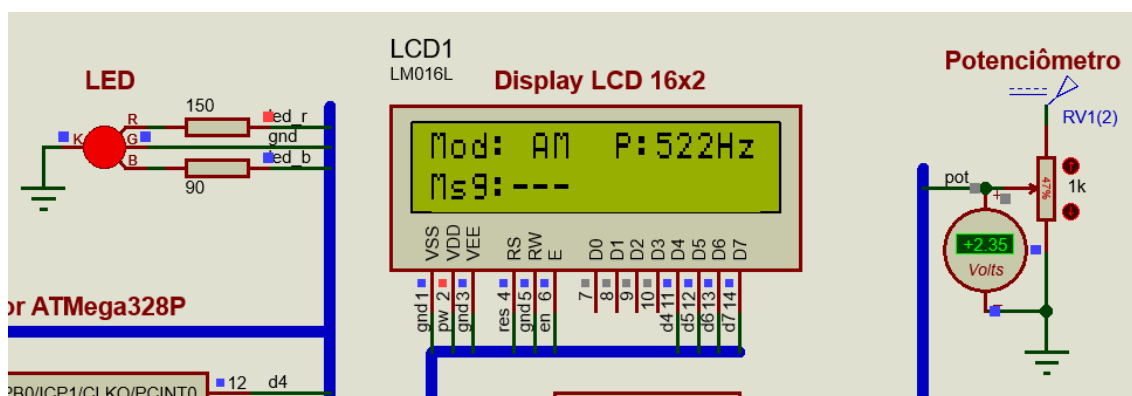 LED
R
K
G
B
150
led_r
gnd
led_b
90
LCD1
LM016L
Display LCD 16x2
Mod: AM P:522Hz
Msg:---
VSS
VDD
VEE
RS
RW
E
D0
D1
D2
D3
D4
D5
D6
D7
gnd 1
pw 2
gnd 3
res 4
gnd 5
en 6
7
8
9
10
d4 11
d5 12
d6 13
d7 14
Potenciômetro
RV1(2)
pot
47%
1k
+
+2.35
Volts
or ATMega328P
PB0/ICP1/CLKO/PCINT0
12
d4